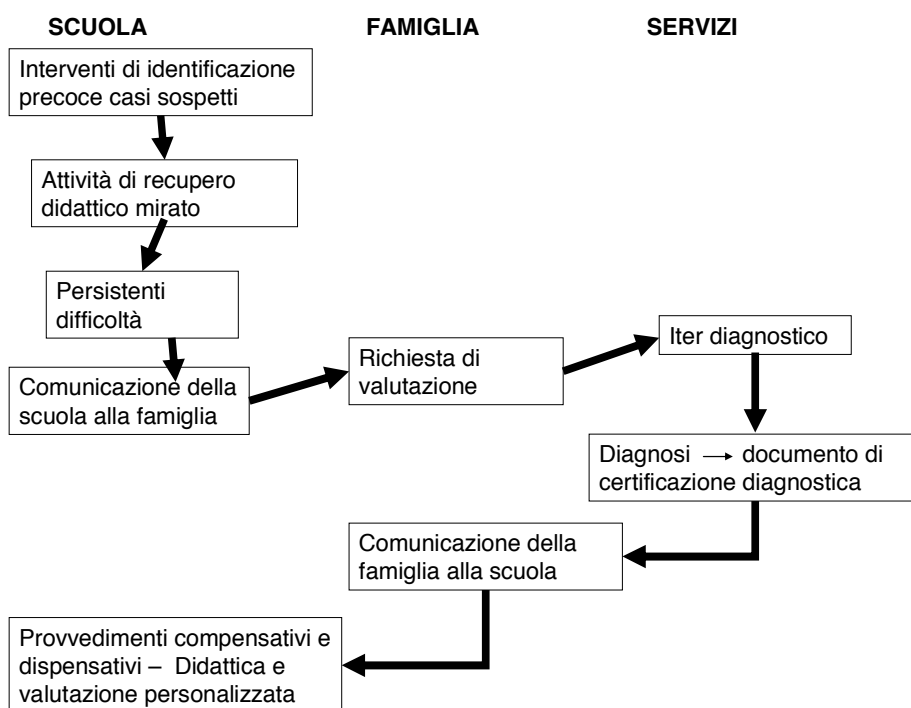 SCUOLA FAMIGLIA SERVIZI
Interventi di identificazione
precoce casi sospetti
Attività di recupero
didattico mirato
Persistenti
difficoltà
Comunicazione della
scuola alla famiglia
Richiesta di
valutazione
Iter diagnostico
Diagnosi → documento di
certificazione diagnostica
Comunicazione della
famiglia alla scuola
Provvedimenti compensativi e
dispensativi – Didattica e
valutazione personalizzata